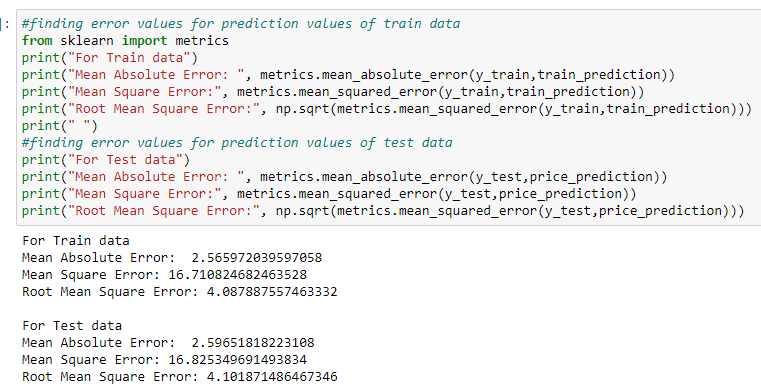 ]: #finding error values for prediction values of train data
from sklearn import metrics
print("For Train data")
print("Mean Absolute Error: ", metrics.mean_absolute_error(y_train,train_prediction))
print("Mean Square Error:", metrics.mean_squared_error(y_train,train_prediction))
print("Root Mean Square Error:", np.sqrt(metrics.mean_squared_error(y_train,train_prediction)))
print(" ")
#finding error values for prediction values of test data
print("For Test data")
print("Mean Absolute Error: ", metrics.mean_absolute_error(y_test,price_prediction))
print("Mean Square Error:", metrics.mean_squared_error(y_test,price_prediction))
print("Root Mean Square Error:", np.sqrt(metrics.mean_squared_error(y_test,price_prediction)))
For Train data
Mean Absolute Error:  2.565972039597058
Mean Square Error: 16.710824682463528
Root Mean Square Error: 4.087887557463332
For Test data
Mean Absolute Error:  2.59651818223108
Mean Square Error: 16.825349691493834
Root Mean Square Error: 4.101871486467346